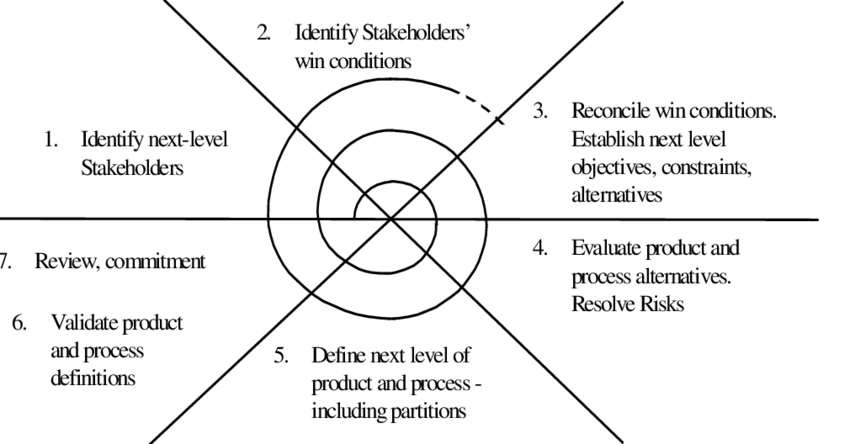 2. Identify Stakeholders’
win conditions
1. Identify next-level
Stakeholders
3. Reconcile win conditions.
Establish next level
objectives, constraints,
alternatives
7. Review, commitment
4. Evaluate product and
process alternatives.
Resolve Risks
6. Validate product
and process
definitions
5. Define next level of
product and process -
including partitions